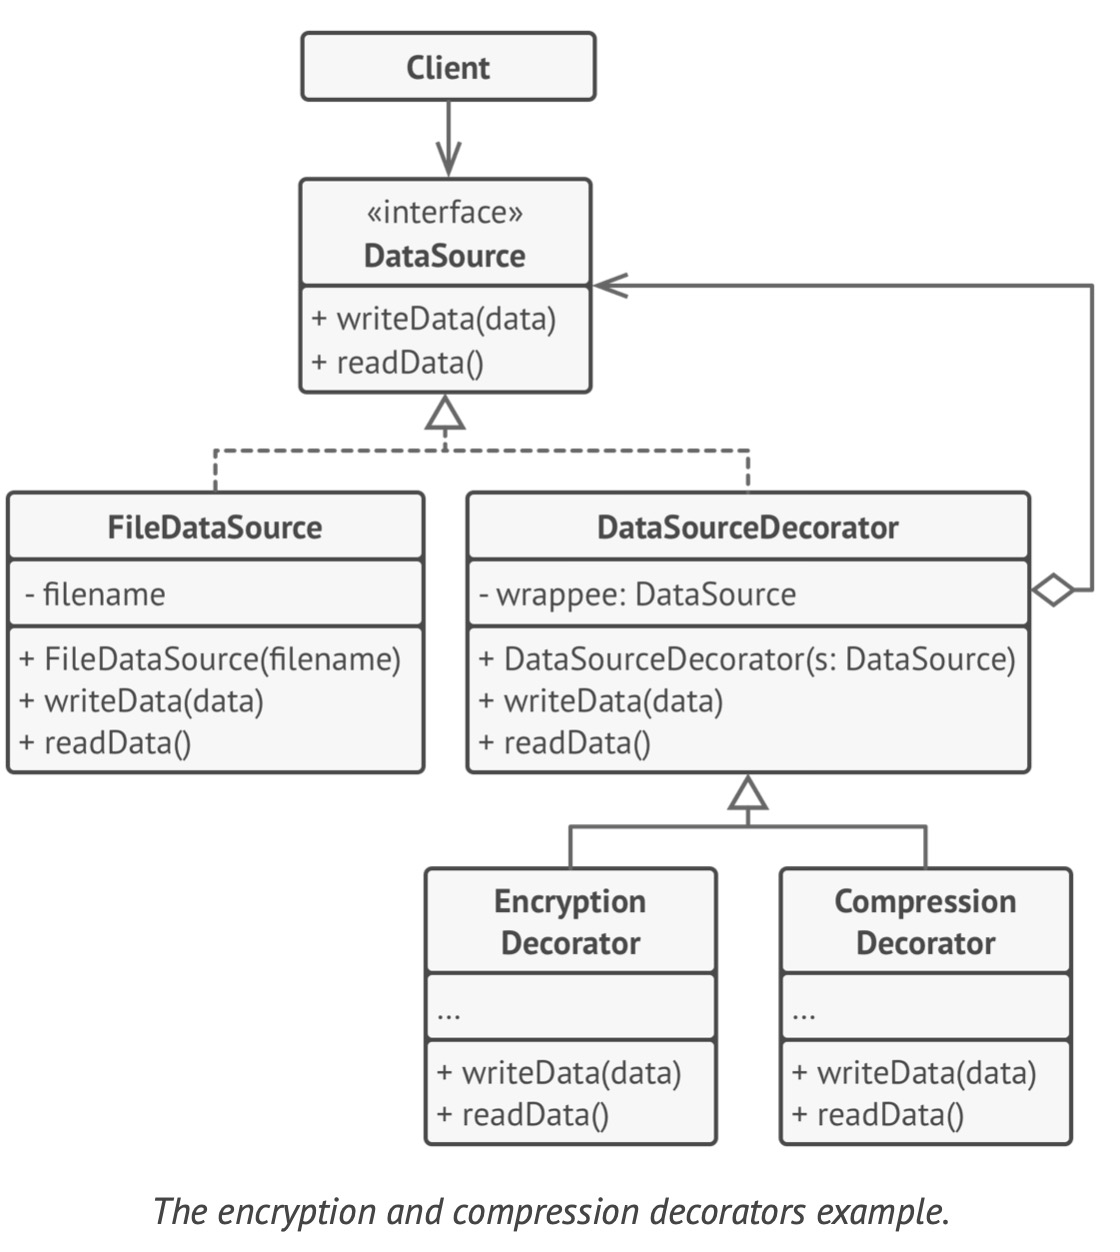 Client
«interface»
DataSource
+ writeData(data)
+ readData()
FileDataSource
- filename
+ FileDataSource(filename)
+ writeData(data)
+ readData()
DataSourceDecorator
- wrappee: DataSource
+ DataSourceDecorator(s: DataSource)
+ writeData(data)
+ readData()
Encryption
Decorator
...
+ writeData(data)
+ readData()
Compression
Decorator
...
+ writeData(data)
+ readData()
The encryption and compression decorators example.